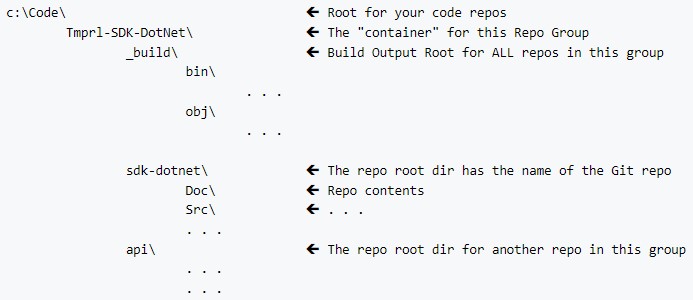 c:\Code\ 🡸 Root for your code repos
Tmprl-SDK-DotNet\ 🡸 The "container" for this Repo Group
_build\ 🡸 Build Output Root for ALL repos in this group
bin\
. . .
obj\
. . .
sdk-dotnet\ 🡸 The repo root dir has the name of the Git repo
Doc\ 🡸 Repo contents
Src\ 🡸 . . .
. . .
api\ 🡸 The repo root dir for another repo in this group
. . .
. . .